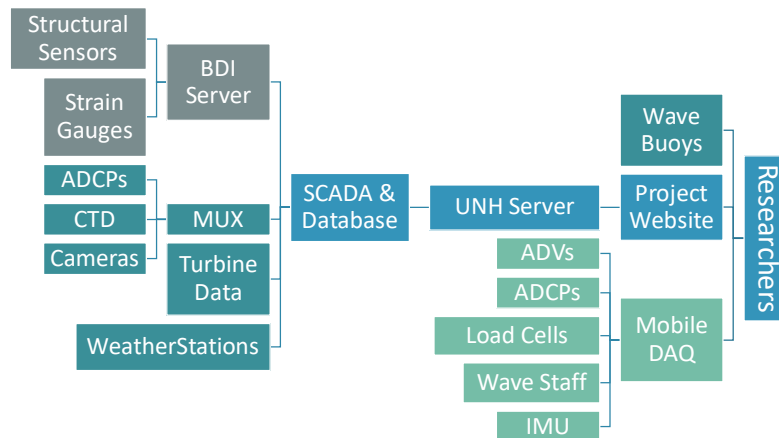 Structural
Sensors
Strain
Gauges
BDI
Server
ADCPs
CTD
Cameras
MUX
Turbine
Data
WeatherStations
SCADA &
Database
UNH Server
ADVs
ADCPs
Load Cells
Wave Staff
IMU
Wave
Buoys
Project
Website
Mobile
DAQ
Researchers